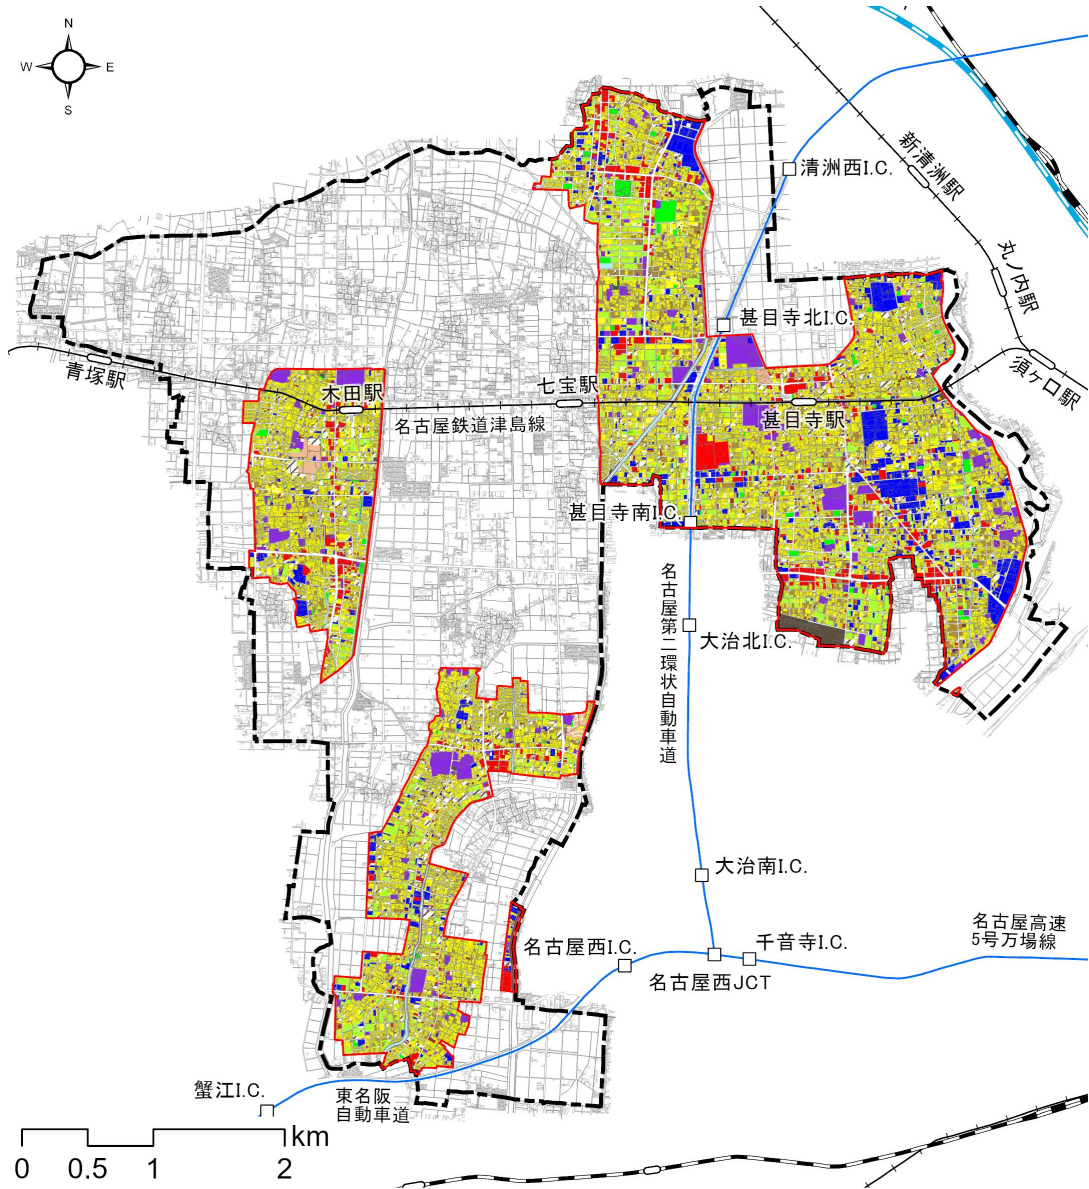 N
W
E
S
清洲西I.C.
新清洲駅
丸ノ内駅
甚目寺北I.C.
須ヶ口駅
青塚駅
木田駅
七宝駅
甚目寺駅
名古屋鉄道津島線
甚目寺南I.C
名古屋第二環状自動車道
大治北I.C.
大治南I.C.
名古屋高速
5号万場線
千音寺I.C.
名古屋西I.C.
名古屋西JCT
蟹江I.C.
東名阪
自動車道
km
0 0.5 1 2